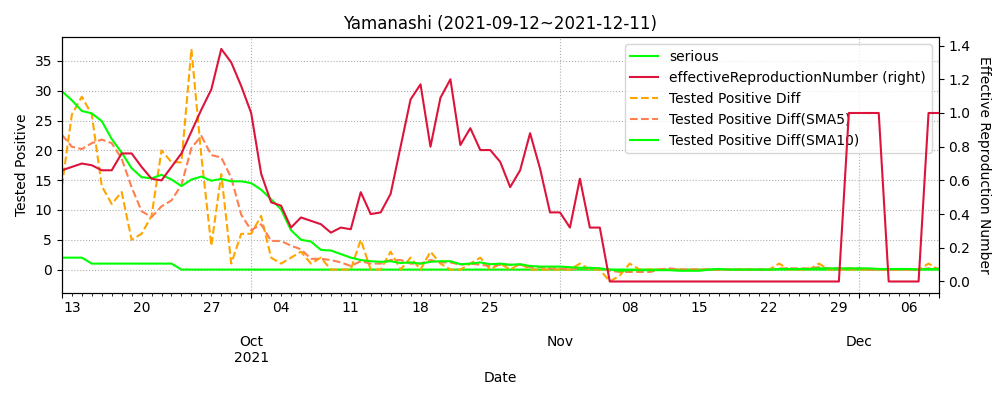 Yamanashi (2021-09-12~2021-12-11)
Tested Positive
35
30
25
20
15
10
5
0
serious
effectiveReproductionNumber (right)
Tested Positive Diff
Tested Positive Diff(SMA5)
Tested Positive Diff(SMA10)
1.4
1.2
1.0
0.8
0.6
0.4
0.2
0.0
Effective Reproduction Number
13 20 27 04 11 18 25 08 15 22 29 06
Oct Nov Dec
2021
Date